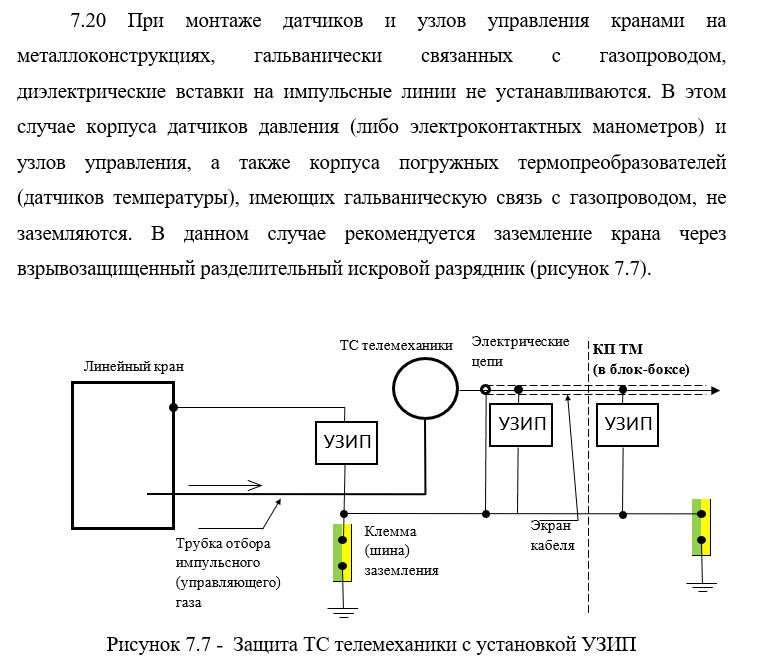 7.20 При монтаже датчиков и узлов управления кранами на
металлоконструкциях, гальванически связанных с газопроводом,
диэлектрические вставки на импульсные линии не устанавливаются. В этом
случае корпуса датчиков давления (либо электроконтактных манометров) и
узлов управления, а также корпуса погружных термопреобразователей
(датчиков температуры), имеющих гальваническую связь с газопроводом, не
заземляются. В данном случае рекомендуется заземление крана через
взрывозащищенный разделительный искровой разрядник (рисунок 7.7).
Линейный кран
ТС телемеханики
Электрические
цепи
КП ТМ
(в блок-боксе)
УЗИП
УЗИП
УЗИП
Трубка отбора
импульсного
(управляющего)
газа
Клемма
(шина)
заземления
Экран
кабеля
Рисунок 7.7 - Защита ТС телемеханики с установкой УЗИП